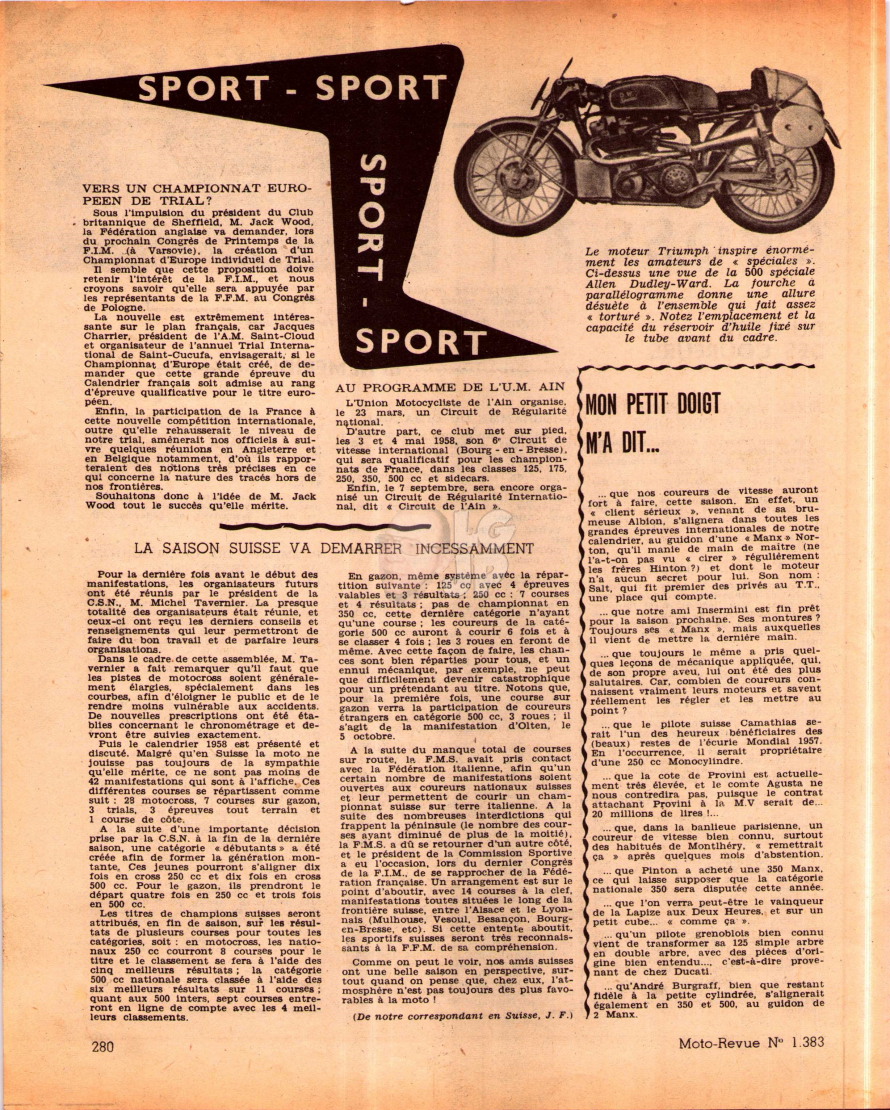 SPORT - SPORT
SPORT - SPORT
VERS UN CHAMPIONNAT EURO-
PEEN DE TRIAL ?
Sous l'impulsion du président du Club
britannique de Sheffield, M. Jack Wood,
la Fédération anglaise va demander, lors
du prochain Congrès de Printemps de la
F.I.M. (à Varsovie), la création d'un
Championnat d'Europe individuel de Trial.
Il semble que cette proposition doive
retenir l'intérêt de la F.I.M., et nous
croyons savoir qu'elle sera appuyée par
les représentants de la F.F.M. au Congrès
de Pologne.
La nouvelle est extrêmement intéres-
sante sur le plan français, car Jacques
Charrier, président de l'A.M. Saint-Cloud
et organisateur de l'annuel Trial Interna-
tional de Saint-Cucufa, envisagerait, si le
Championnat d'Europe était créé, de de-
mander que cette grande épreuve du
Calendrier français soit admise au rang
d'épreuve qualificative pour le titre euro-
péen.
Enfin, la participation de la France à
cette nouvelle compétition internationale,
outre qu'elle rehausserait le niveau de
notre trial, amènerait nos officiels à sui-
vre quelques réunions en Angleterre et
en Belgique notamment, d'où ils rappor-
teraient des notions très précises en ce
qui concerne la nature des tracés hors de
nos frontières.
Souhaitons donc à l'idée de M. Jack
Wood tout le succès qu'elle mérite.
AU PROGRAMME DE L'U.M. AIN
L'Union Motocycliste de l'Ain organise,
le 23 mars, un Circuit de Régularité
national.
D'autre part, ce club met sur pied,
les 3 et 4 mai 1958, son 6e Circuit de
vitesse international (Bourg - en - Bresse),
qui sera qualificatif pour les champion-
nats de France, dans les classes 125, 175,
250, 350, 500 cc et sidecars.
Enfin, le 7 septembre, sera encore orga-
nisé un Circuit de Régularité Internatio-
nal, dit « Circuit de l'Ain ».
Le moteur Triumph inspire énormé-
ment les amateurs de « spéciales ».
Ci-dessus une vue de la 500 spéciale
Allen Dudley-Ward. La fourche à
parallélogramme donne une allure
désuète à l'ensemble qui fait assez
« torturé ». Notez l'emplacement et la
capacité du réservoir d'huile fixé sur
le tube avant du cadre.
LA SAISON SUISSE VA DEMARRER INCESSAMMENT
Pour la dernière fois avant le début des
manifestations, les organisateurs futurs
ont été réunis par le président de la
C.S.N., M. Michel Tavernier. La presque
totalité des organisateurs était réunie, et
ceux-ci ont reçu les derniers conseils et
renseignements qui leur permettront de
faire du bon travail et de parfaire leurs
organisations.
Dans le cadre de cette assemblée, M. Ta-
vernier a fait remarquer qu'il faut que
les pistes de motocross soient générale-
ment élargies, spécialement dans les
courbes, afin d'éloigner le public et de le
rendre moins vulnérable aux accidents.
De nouvelles prescriptions ont été éta-
blies concernant le chronométrage et de-
vront être suivies exactement.
Puis le calendrier 1958 est présenté et
discuté. Malgré qu'en Suisse la moto ne
jouisse pas toujours de la sympathie
qu'elle mérite, ce ne sont pas moins de
42 manifestations qui sont à l'affiche. Ces
différentes courses se répartissent comme
suit : 28 motocross, 7 courses sur gazon,
3 trials, 3 épreuves tout terrain et
1 course de côte.
A la suite d'une importante décision
prise par la C.S.N. à la fin de la dernière
saison, une catégorie « débutants » a été
créée afin de former la génération mon-
tante. Ces jeunes pourront s'aligner dix
fois en cross 250 cc et dix fois en cross
500 cc. Pour le gazon, ils prendront le
départ quatre fois en 250 cc et trois fois
en 500 cc.
Les titres de champions suisses seront
attribués, en fin de saison, sur les résul-
tats de plusieurs courses pour toutes les
catégories, soit : en motocross, les natio-
naux 250 cc courront 8 courses pour le
titre et le classement se fera à l'aide des
cinq meilleurs résultats ; la catégorie
500 cc nationale sera classée à l'aide des
six meilleurs résultats sur 11 courses ;
quant aux 500 inters, sept courses entre-
ront en ligne de compte avec les 4 meil-
leurs classements.
En gazon, même système avec la répar-
tition suivante : 125 cc avec 4 épreuves
valables et 3 résultats ; 250 cc : 7 courses
et 4 résultats ; pas de championnat en
350 cc, cette dernière catégorie n'ayant
qu'une course ; les coureurs de la caté-
gorie 500 cc auront à courir 6 fois et à
se classer 4 fois ; les 3 roues en feront de
même. Avec cette façon de faire, les chan-
ces sont bien réparties pour tous, et un
ennui mécanique, par exemple, ne peut
que difficilement devenir catastrophique
pour un prétendant au titre. Notons que,
pour la première fois, une course sur
gazon verra la participation de coureurs
étrangers en catégorie 500 cc, 3 roues ; il
s'agit de la manifestation d'Olten, le
5 octobre.
A la suite du manque total de courses
sur route, la F.M.S. avait pris contact
avec la Fédération italienne, afin qu'un
certain nombre de manifestations soient
ouvertes aux coureurs nationaux suisses
et leur permettent de courir un cham-
pionnat suisse sur terre italienne. A la
suite des nombreuses interdictions qui
frappent la péninsule (le nombre des cour-
ses ayant diminué de plus de la moitié),
la F.M.S. a dû se retourner d'un autre côté,
et le président de la Commission Sportive
a eu l'occasion, lors du dernier Congrès
de la F.I.M., de se rapprocher de la Fédé-
ration française. Un arrangement est sur le
point d'aboutir, avec 14 courses à la clef,
manifestations toutes situées le long de la
frontière suisse, entre l'Alsace et le Lyon-
nais (Mulhouse, Vesoul, Besançon, Bourg-
en-Bresse, etc). Si cette entente aboutit,
les sportifs suisses seront très reconnais-
sants à la F.F.M. de sa compréhension.
Comme on peut le voir, nos amis suisses
ont une belle saison en perspective, sur-
tout quand on pense que, chez eux, l'at-
mosphère n'est pas toujours des plus favo-
rables à la moto !
(De notre correspondant en Suisse, J. F.)
MON PETIT DOIGT
M'A DIT...
... que nos coureurs de vitesse auront
fort à faire, cette saison. En effet, un
« client sérieux », venant de sa bru-
meuse Albion, s'alignera dans toutes les
grandes épreuves internationales de notre
calendrier, au guidon d'une « Manx » Nor-
ton, qu'il manie de main de maître (ne
l'a-t-on pas vu « cirer » régulièrement
les frères Hinton ?) et dont le moteur
n'a aucun secret pour lui. Son nom :
Salt, qui fit premier des privés au T.T.,
une place qui compte.
... que notre ami Insermini est fin prêt
pour la saison prochaine. Ses montures ?
Toujours ses « Manx », mais auxquelles
il vient de mettre la dernière main.
... que toujours le même a pris quel-
ques leçons de mécanique appliquée, qui,
de son propre aveu, lui ont été des plus
salutaires. Car, combien de coureurs con-
naissent vraiment leurs moteurs et savent
réellement les régler et les mettre au
point ?
... que le pilote suisse Camathias se-
rait l'un des heureux bénéficiaires des
(beaux) restes de l'écurie Mondial 1957.
En l'occurrence, il serait propriétaire
d'une 250 cc Monocylindre.
... que la cote de Provini est actuelle-
ment très élevée, et le comte Agusta ne
nous contredira pas, puisque le contrat
attachant Provini à la M.V serait de...
20 millions de lires !...
... que, dans la banlieue parisienne, un
coureur de vitesse bien connu, surtout
des habitués de Montlhéry, « remettrait
ça » après quelques mois d'abstention.
... que Pinton a acheté une 350 Manx,
ce qui laisse supposer que la catégorie
nationale 350 sera disputée cette année.
... que l'on verra peut-être le vainqueur
de la Lapize aux Deux Heures, et sur un
petit cube... « comme ça ».
... qu'un pilote grenoblois bien connu
vient de transformer sa 125 simple arbre
en double arbre, avec des pièces d'ori-
gine bien entendu..., c'est-à-dire prove-
nant de chez Ducati.
... qu'André Burgraff, bien que restant
fidèle à la petite cylindrée, s'alignerait
également en 350 et 500, au guidon de
2 Manx.
280
Moto-Revue N° 1.383